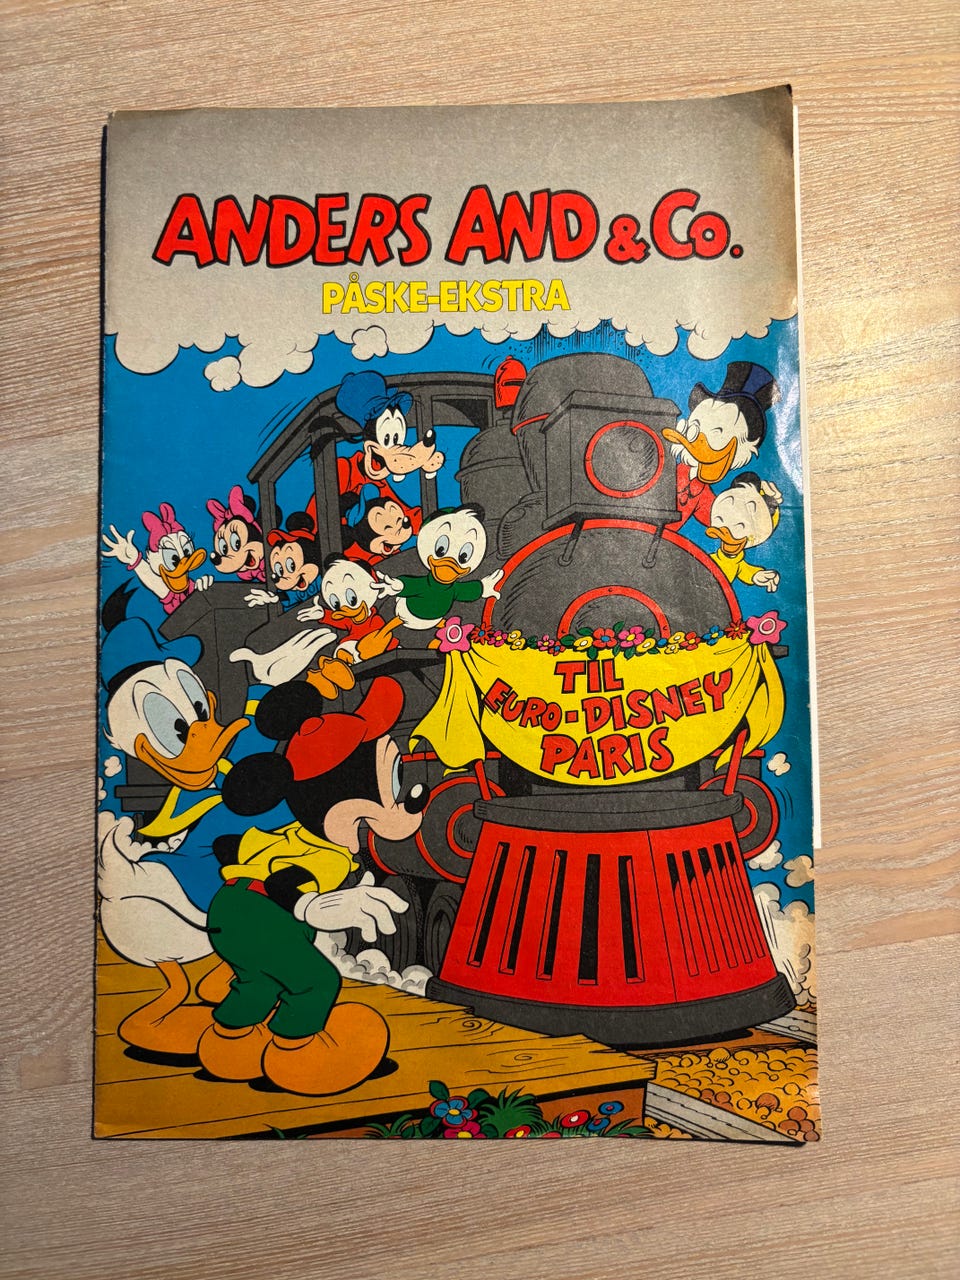 ANDERS AND & Co.
PÅSKE-EKSTRA
TIL
EURO-DISNEY
PARIS